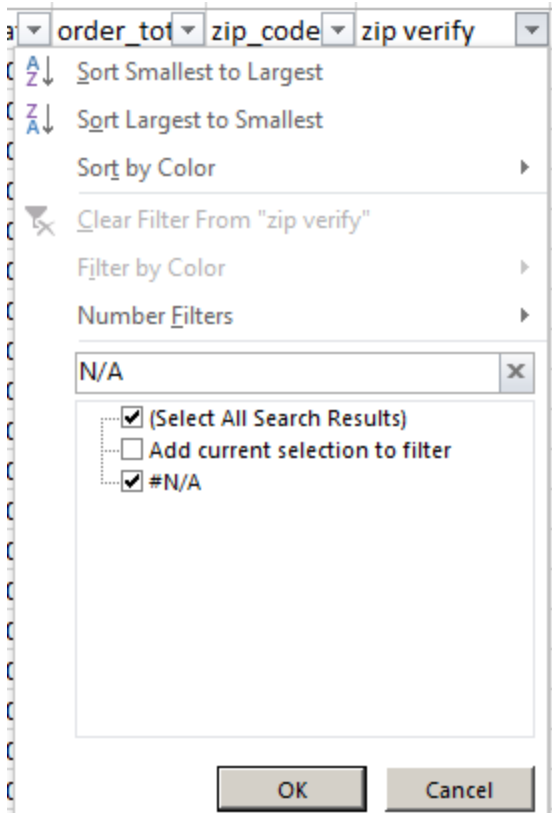 order_tot zip_code zip verify
Sort Smallest to Largest
Sort Largest to Smallest
Sort by Color
Clear Filter From "zip verify"
Filter by Color
Number Filters
N/A
(Select All Search Results)
Add current selection to filter
#N/A
OK Cancel